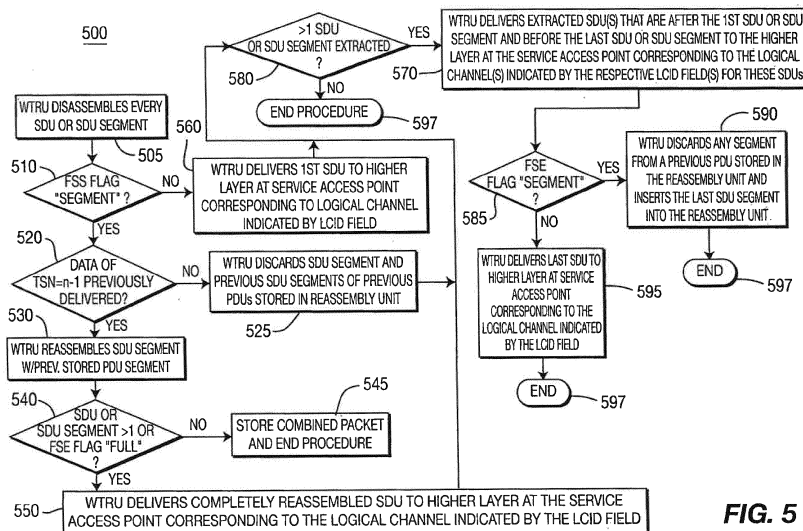 500
>1 SDU
OR SDU SEGMENT EXTRACTED
?
580
YES
NO
END PROCEDURE
597
WTRU DELIVERS EXTRACTED SDU(S) THAT ARE AFTER THE 1ST SDU OR SDU
SEGMENT AND BEFORE THE LAST SDU OR SDU SEGMENT TO THE HIGHER
LAYER AT THE SERVICE ACCESS POINT CORRESPONDING TO THE LOGICAL
CHANNEL(S) INDICATED BY THE RESPECTIVE LCID FIELD(S) FOR THESE SDUs
570
WTRU DISASSEMBLES EVERY
SDU OR SDU SEGMENT
505
510
FSS FLAG
"SEGMENT" ?
NO
YES
560
WTRU DELIVERS 1ST SDU TO HIGHER
LAYER AT SERVICE ACCESS POINT
CORRESPONDING TO LOGICAL CHANNEL
INDICATED BY LCID FIELD
FSE
FLAG "SEGMENT"
?
585
YES
NO
590
WTRU DISCARDS ANY SEGMENT
FROM A PREVIOUS PDU STORED
IN THE REASSEMBLY UNIT AND
INSERTS THE LAST SDU SEGMENT
INTO THE REASSEMBLY UNIT.
END
597
520
DATA OF
TSN=n-1 PREVIOUSLY
DELIVERED?
NO
YES
WTRU DISCARDS SDU SEGMENT AND
PREVIOUS SDU SEGMENTS OF PREVIOUS
PDUs STORED IN REASSEMBLY UNIT
525
WTRU DELIVERS LAST SDU TO
HIGHER LAYER AT SERVICE
ACCESS POINT
CORRESPONDING TO THE
LOGICAL CHANNEL INDICATED
BY THE LCID FIELD
595
END
597
530
WTRU REASSEMBLES SDU SEGMENT
W/PREV. STORED PDU SEGMENT
540
SDU OR
SDU SEGMENT >1 OR
FSE FLAG "FULL"
?
NO
YES
545
STORE COMBINED PACKET
AND END PROCEDURE
550
WTRU DELIVERS COMPLETELY REASSEMBLED SDU TO HIGHER LAYER AT THE SERVICE
ACCESS POINT CORRESPONDING TO THE LOGICAL CHANNEL INDICATED BY THE LCID FIELD
FIG. 5